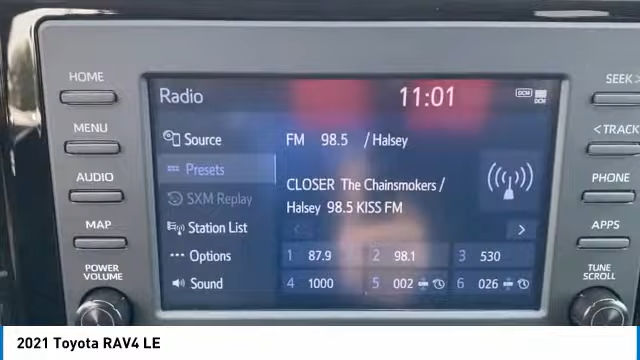 HOME
MENU
AUDIO
MAP
POWER
VOLUME
Radio
11:01
DCM
DCM
Source
Presets
SXM Replay
Station List
Options
Sound
FM 98.5 / Halsey
CLOSER The Chainsmokers /
Halsey 98.5 KISS FM
1 87.9 2 98.1 3 530
4 1000 5 002 6 026
SEEK >
< TRACK
PHONE
APPS
TUNE
SCROLL
2021 Toyota RAV4 LE